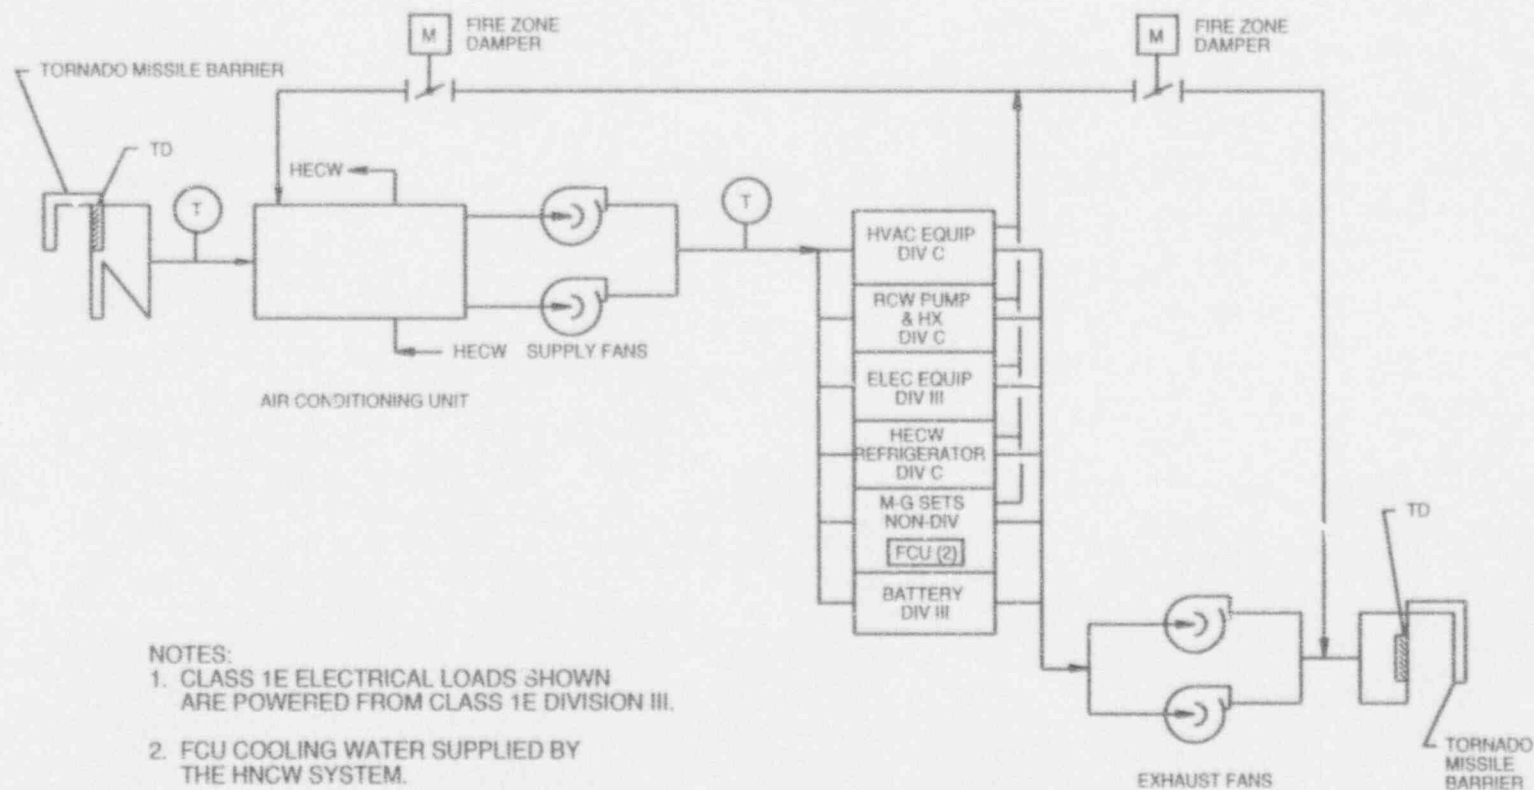 M
FIRE ZONE
DAMPER
M
FIRE ZONE
DAMPER
TORNADO MISSILE BARRIER
TD
T
HECW
T
HVAC EQUIP
DIV C
RCW PUMP
& HX
DIV C
HECW
SUPPLY FANS
ELEC EQUIP
DIV III
AIR CONDITIONING UNIT
HECW
REFRIGERATOR
DIV C
M-G SETS
NON-DIV
FCU (2)
TD
BATTERY
DIV III
NOTES:
1. CLASS 1E ELECTRICAL LOADS SHOWN
ARE POWERED FROM CLASS 1E DIVISION III.
2. FCU COOLING WATER SUPPLIED BY
THE HNCW SYSTEM.
EXHAUST FANS
TORNADO
MISSILE
BARRIER